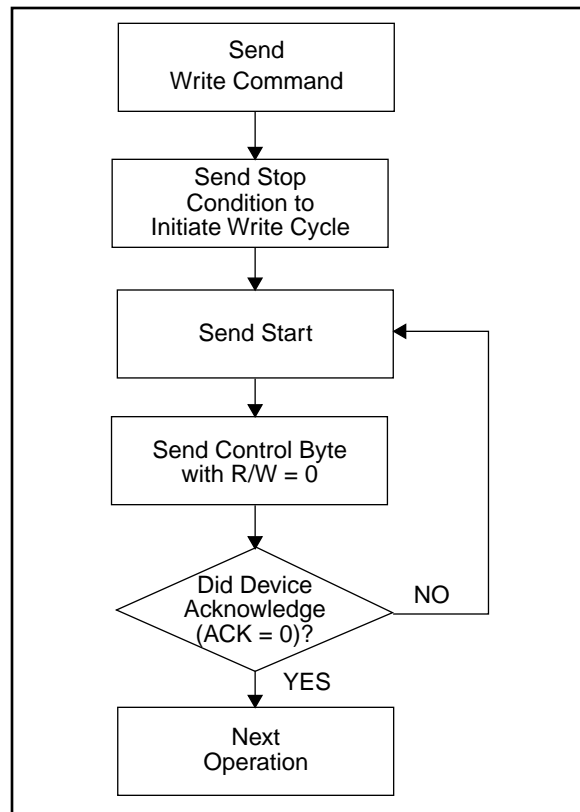 Send
Write Command
Send Stop
Condition to
Initiate Write Cycle
Send Start
Send Control Byte
with R/W = 0
Did Device
Acknowledge
(ACK = 0)?
NO
YES
Next
Operation